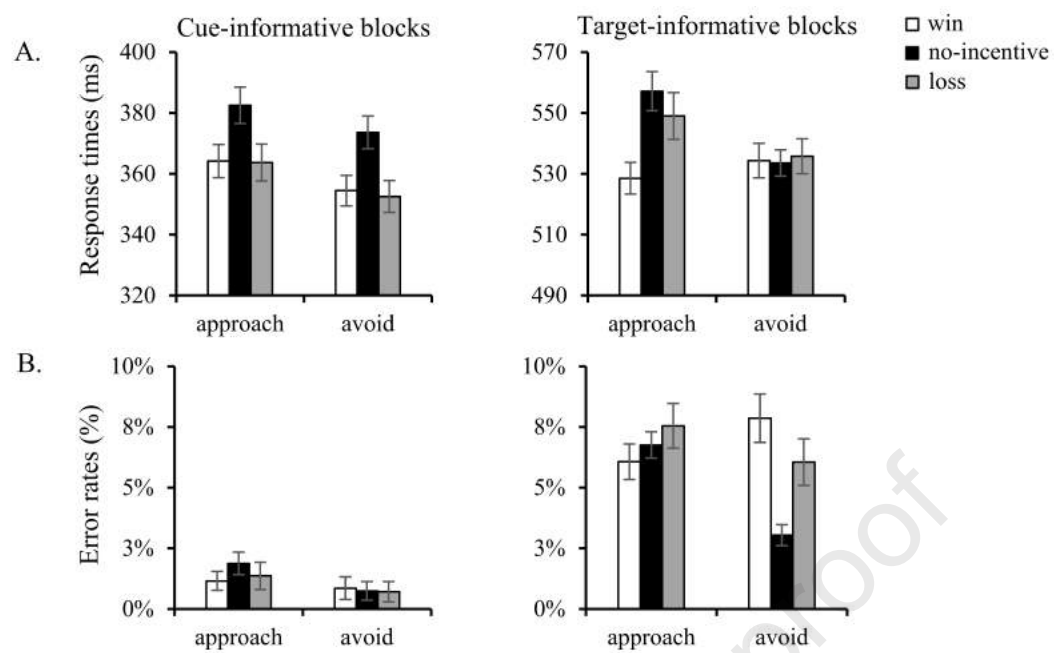 Cue-informative blocks
Target-informative blocks
win
no-incentive
loss
A.
Response times (ms)
400
380
360
340
320
approach
avoid
570
550
530
510
490
approach
avoid
B.
Error rates (%)
10%
8%
5%
3%
0%
approach
avoid
10%
8%
5%
3%
0%
approach
avoid
proof